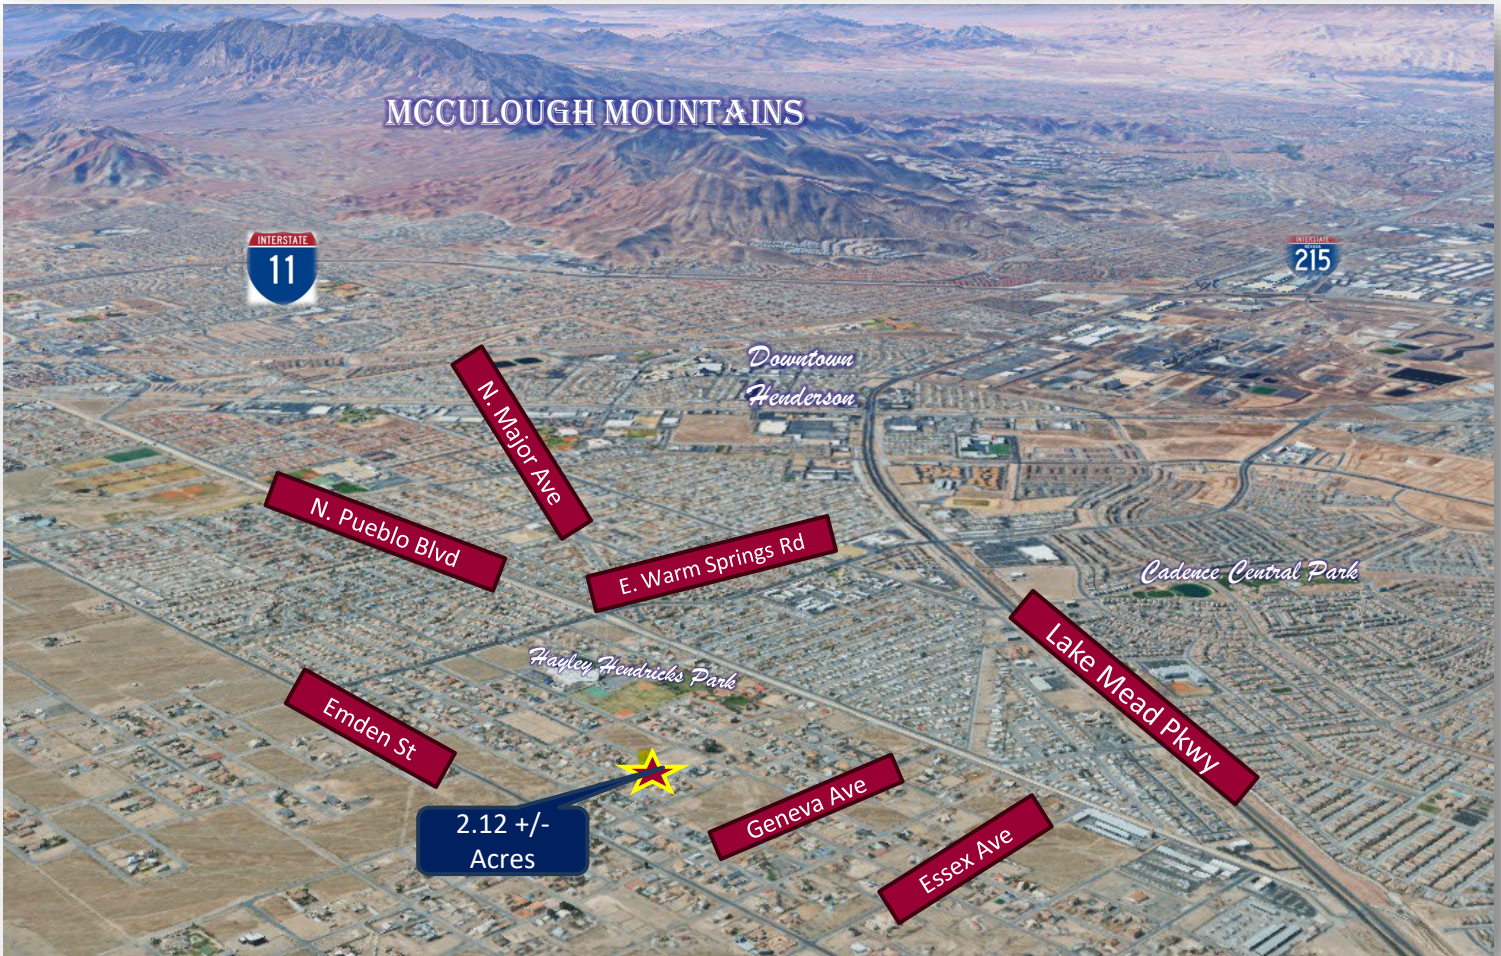 MCCULOUGH MOUNTAINS
INTERSTATE
11
INTERSTATE
NEVADA
215
Downtown
Henderson
N. Major Ave
N. Pueblo Blvd
E. Warm Springs Rd
Cadence Central Park
Hayley Hendricks Park
Lake Mead Pkwy
Emden St
Geneva Ave
2.12 +/-
Acres
Essex Ave